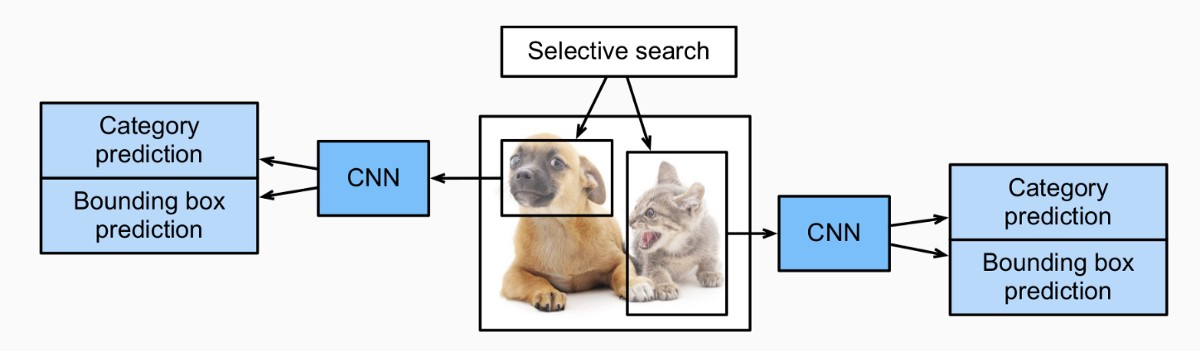 Selective search
Category
prediction
Bounding box
prediction
CNN
CNN
Category
prediction
Bounding box
prediction